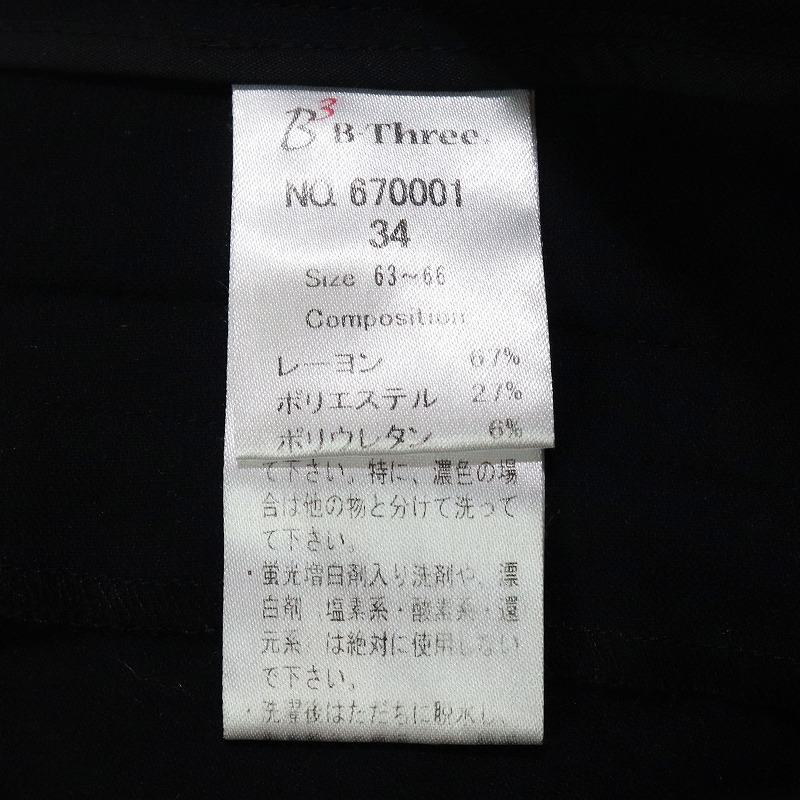 B3 B-Three.
NO. 670001
34
Size 63~66
Composition
レーヨン 67%
ポリエステル 27%
ポリウレタン 6%
て下さい。特に、濃色の場
合は他の物と分けて洗って
て下さい。
・蛍光増白剤入り洗剤や、漂
白剤 塩素系・酸素系・還
元系 は絶対に使用しない
で下さい。
・洗濯後はただちに脱水し、